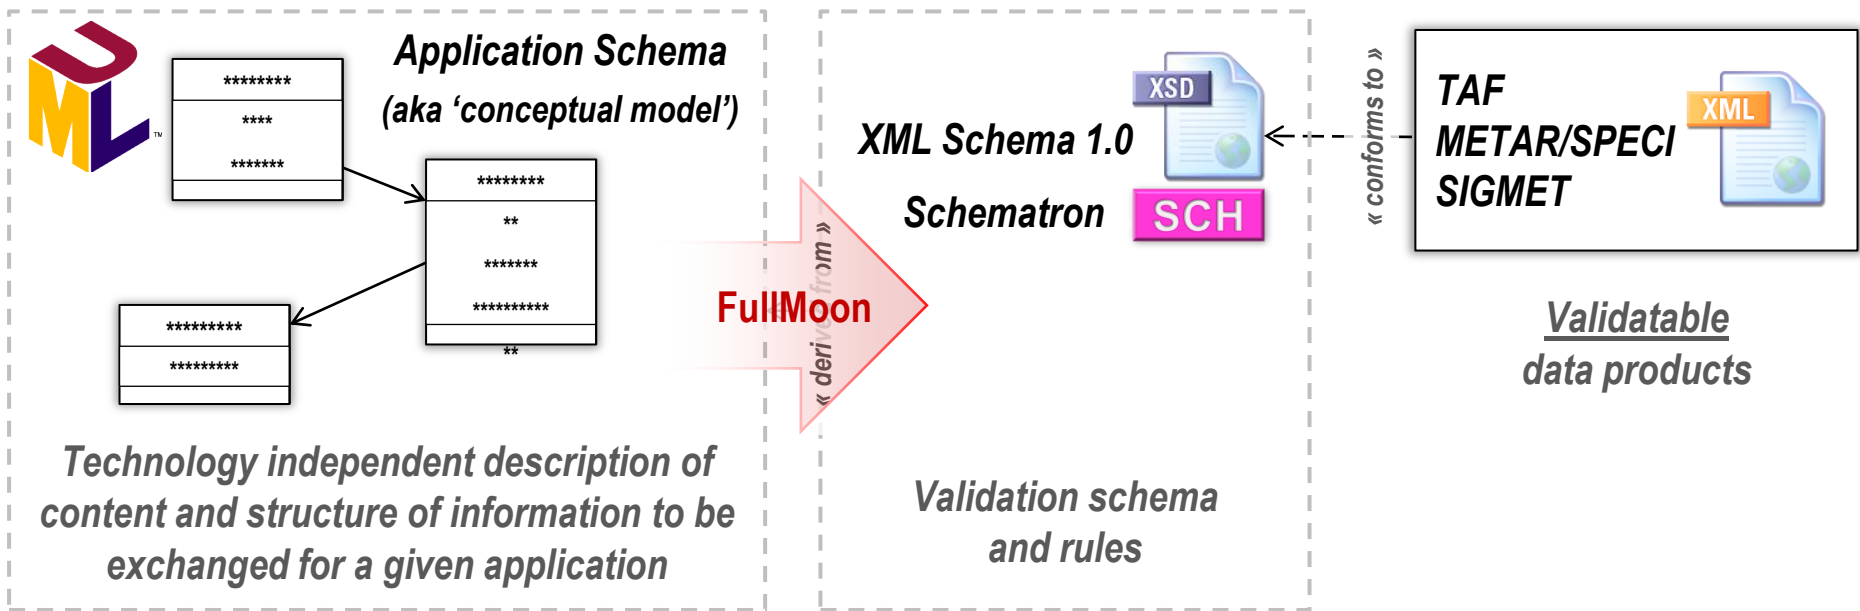 UML
TM
********
****
*******
Application Schema
(aka ‘conceptual model’)
********
**
*******
**********
**
*********
*********
Technology independent description of
content and structure of information to be
exchanged for a given application
FullMoon
« derived from »
XML Schema 1.0
XSD
Schematron
SCH
Validation schema
and rules
« conforms to »
TAF
METAR/SPECI
SIGMET
XML
Validatable
data products